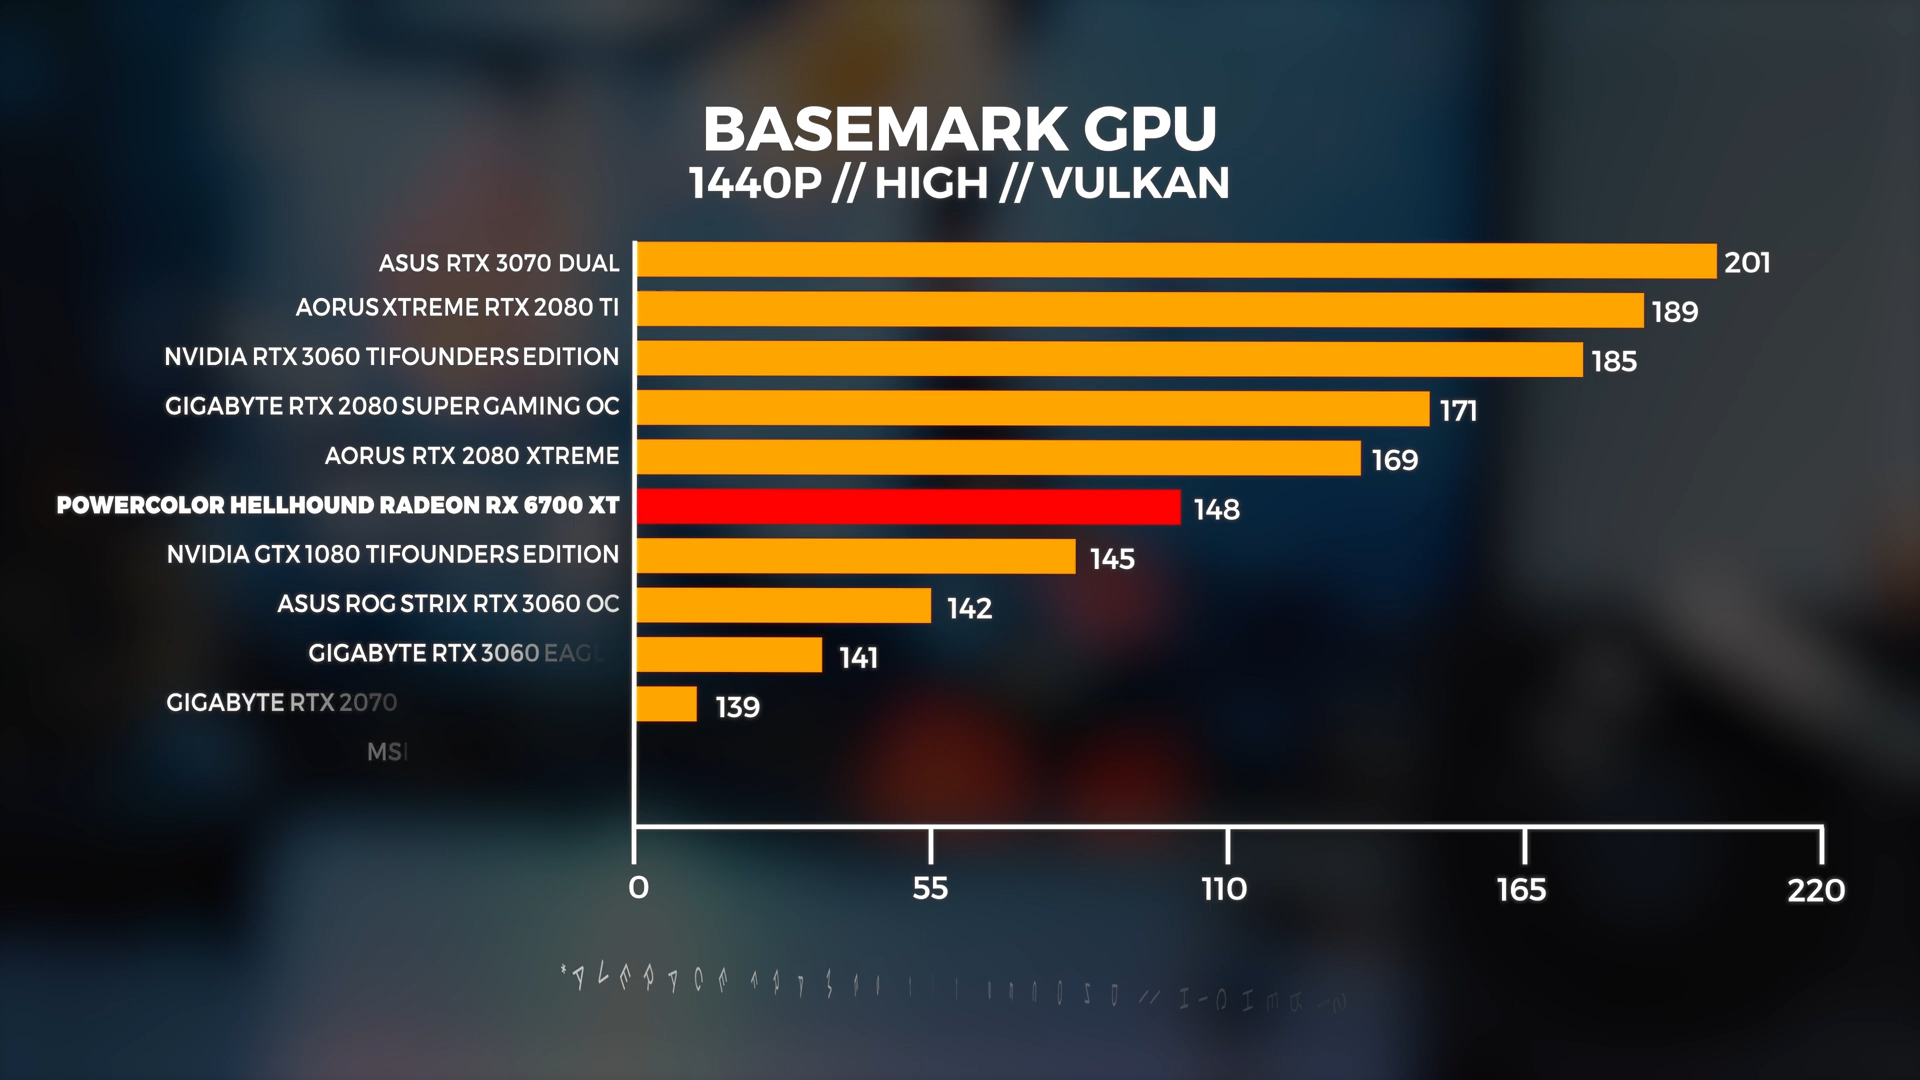 BASEMARK GPU
1440P // HIGH // VULKAN
ASUS RTX 3070 DUAL 201
AORUS XTREME RTX 2080 TI 189
NVIDIA RTX 3060 TI FOUNDERS EDITION 185
GIGABYTE RTX 2080 SUPER GAMING OC 171
AORUS RTX 2080 XTREME 169
POWERCOLOR HELLHOUND RADEON RX 6700 XT 148
NVIDIA GTX 1080 TI FOUNDERS EDITION 145
ASUS ROG STRIX RTX 3060 OC 142
GIGABYTE RTX 3060 141
GIGABYTE RTX 2070 139
MSI
0 55 110 165 220